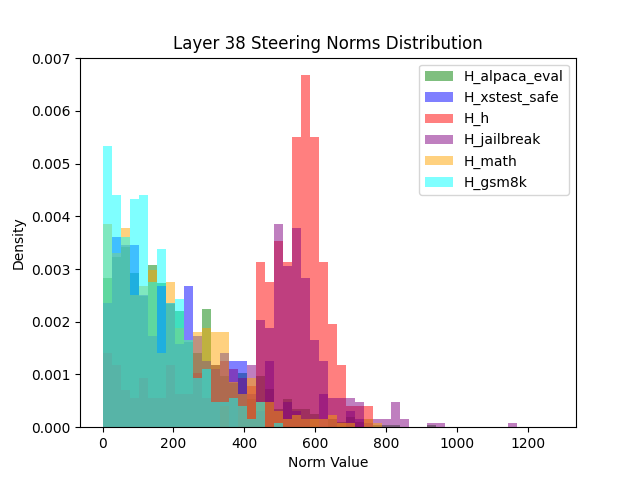 Layer 38 Steering Norms Distribution
0.007
0.006
0.005
0.004
0.003
0.002
0.001
0.000
Density
H_alpaca_eval
H_xstest_safe
H_h
H_jailbreak
H_math
H_gsm8k
0 200 400 600 800 1000 1200
Norm Value